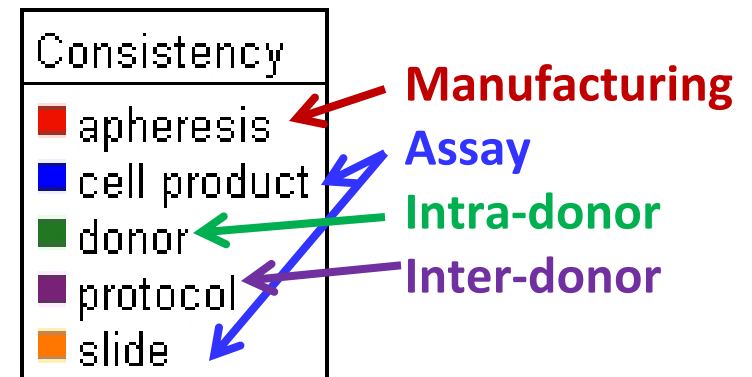 Consistency
apheresis
cell product
donor
protocol
slide
Manufacturing
Assay
Intra-donor
Inter-donor